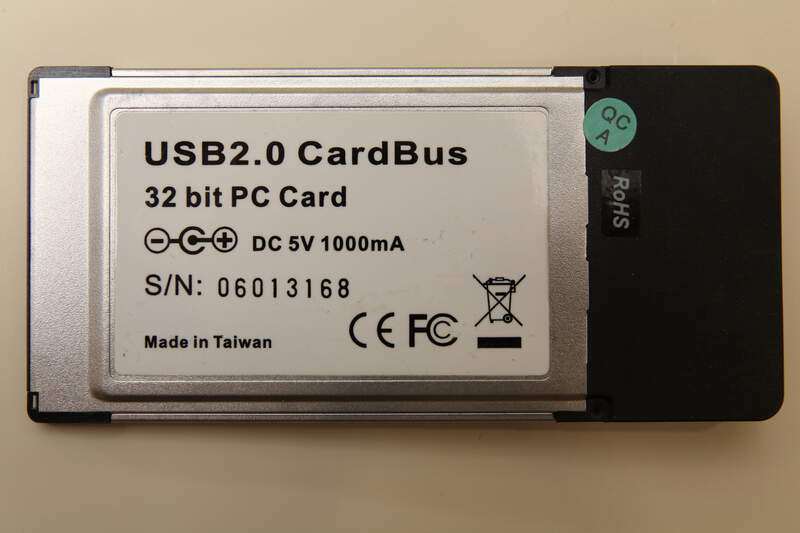 USB2.0 CardBus
32 bit PC Card
DC 5V 1000mA
S/N: 06013168
Made in Taiwan
CE FC
QC
A
RoHS